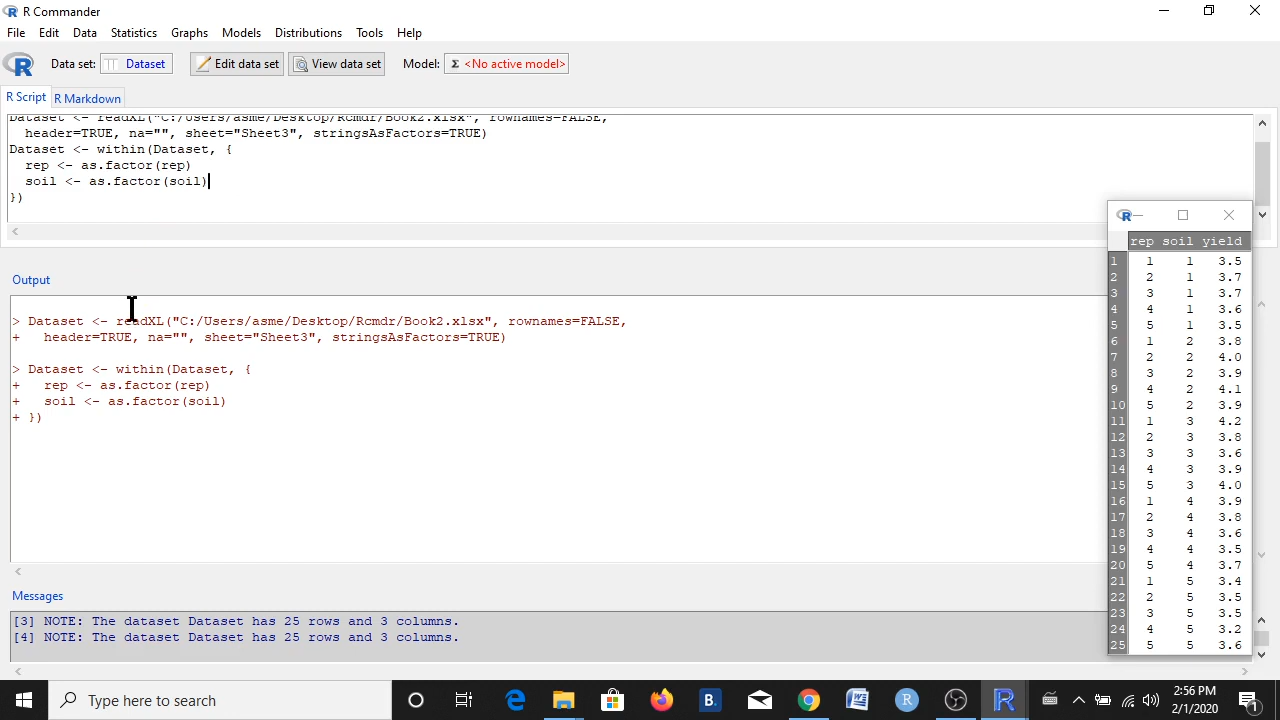 R Commander
File Edit Data Statistics Graphs Models Distributions Tools Help
Data set: Dataset Edit data set View data set Model: Σ <No active model>
R Script R Markdown
Dataset <- readXL("C:/Users/asme/Desktop/Rcmdr/Book2.xlsx", rownames=FALSE,
header=TRUE, na="", sheet="Sheet3", stringsAsFactors=TRUE)
Dataset <- within(Dataset, {
rep <- as.factor(rep)
soil <- as.factor(soil)
})
Output
> Dataset <- readXL("C:/Users/asme/Desktop/Rcmdr/Book2.xlsx", rownames=FALSE,
+ header=TRUE, na="", sheet="Sheet3", stringsAsFactors=TRUE)
> Dataset <- within(Dataset, {
+ rep <- as.factor(rep)
+ soil <- as.factor(soil)
+ })
Messages
[3] NOTE: The dataset Dataset has 25 rows and 3 columns.
[4] NOTE: The dataset Dataset has 25 rows and 3 columns.
rep soil yield
1 1 1 3.5
2 2 1 3.7
3 3 1 3.7
4 4 1 3.6
5 5 1 3.5
6 1 2 3.8
7 2 2 4.0
8 3 2 3.9
9 4 2 4.1
10 5 2 3.9
11 1 3 4.2
12 2 3 3.8
13 3 3 3.6
14 4 3 3.9
15 5 3 4.0
16 1 4 3.9
17 2 4 3.8
18 3 4 3.6
19 4 4 3.5
20 5 4 3.7
21 1 5 3.4
22 2 5 3.5
23 3 5 3.5
24 4 5 3.2
25 5 5 3.6
Type here to search
2:56 PM
2/1/2020